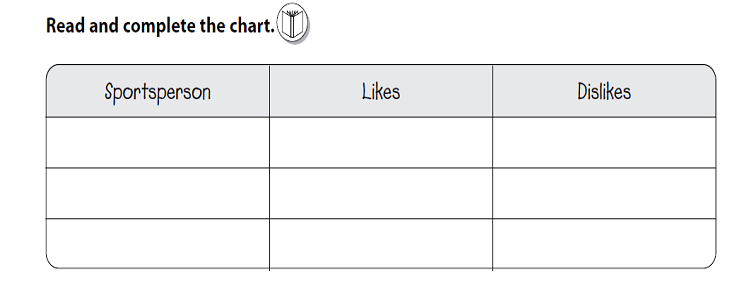 Read and complete the chart.
Sportsperson Likes Dislikes